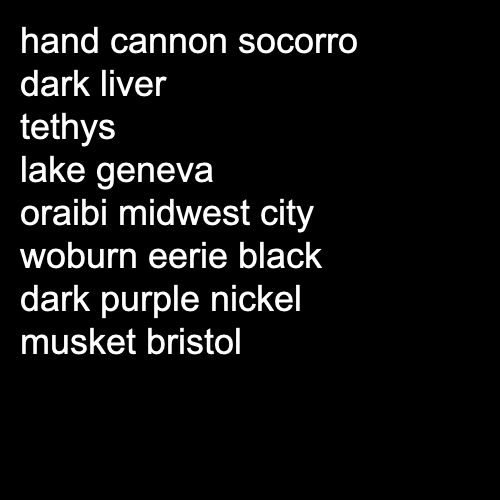 hand cannon socorro
dark liver
tethys
lake geneva
oraibi midwest city
woburn eerie black
dark purple nickel
musket bristol